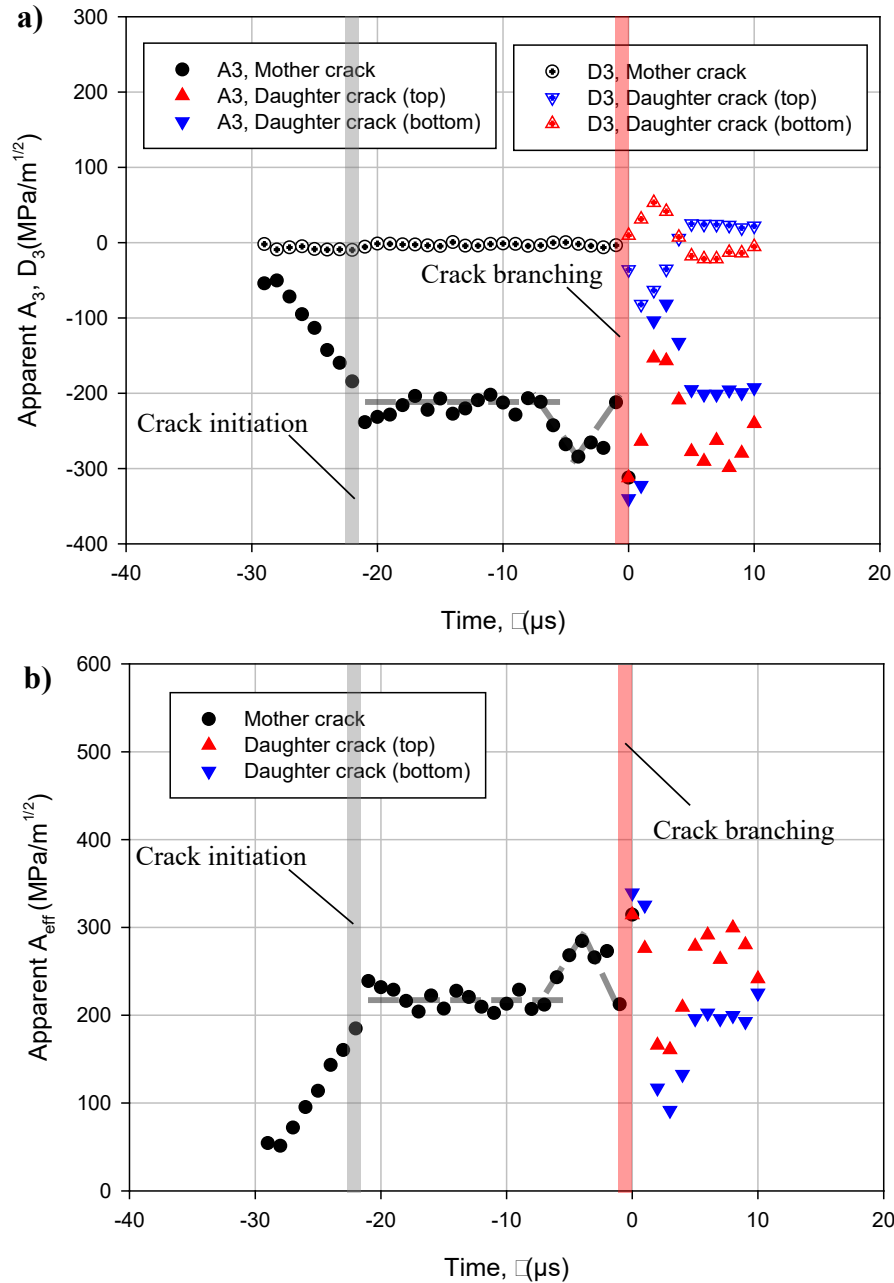 a)
300
200
100
0
-100
-200
-300
-400
A3, Mother crack
A3, Daughter crack (top)
A3, Daughter crack (bottom)
D3, Mother crack
D3, Daughter crack (top)
D3, Daughter crack (bottom)
Crack branching
Crack initiation
Apparent A3, D3 (MPa/m1/2)
-40
-30
-20
-10
0
10
20
Time, □(μs)
b)
600
500
400
300
200
100
0
Mother crack
Daughter crack (top)
Daughter crack (bottom)
Crack branching
Crack initiation
Apparent Aeff (MPa/m1/2)
-40
-30
-20
-10
0
10
20
Time, □(μs)